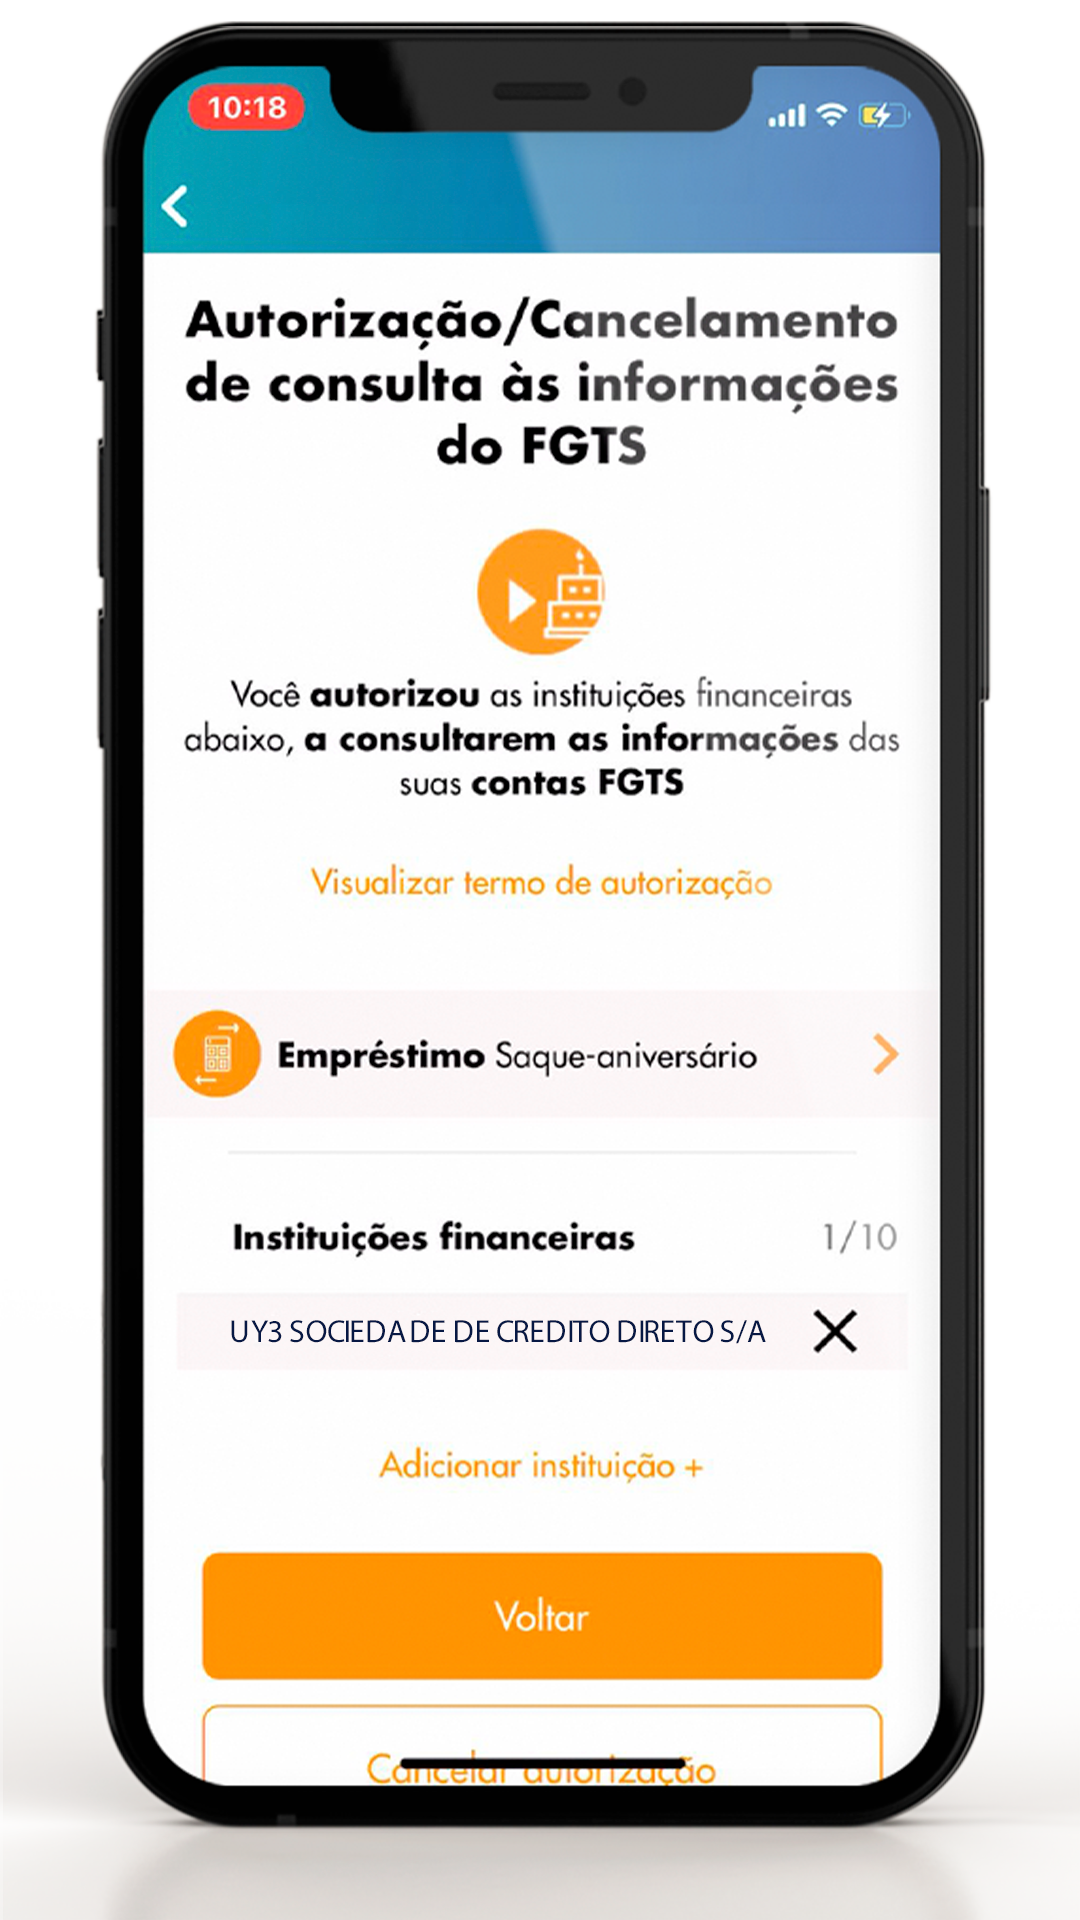 10:18
Autorização/Cancelamento
de consulta às informações
do FGTS
Você autorizou as instituições financeiras
abaixo, a consultarem as informações das
suas contas FGTS
Visualizar termo de autorização
Empréstimo Saque-aniversário
Instituições financeiras 1/10
UY3 SOCIEDADE DE CREDITO DIRETO S/A
Adicionar instituição +
Voltar
Cancelar autorização